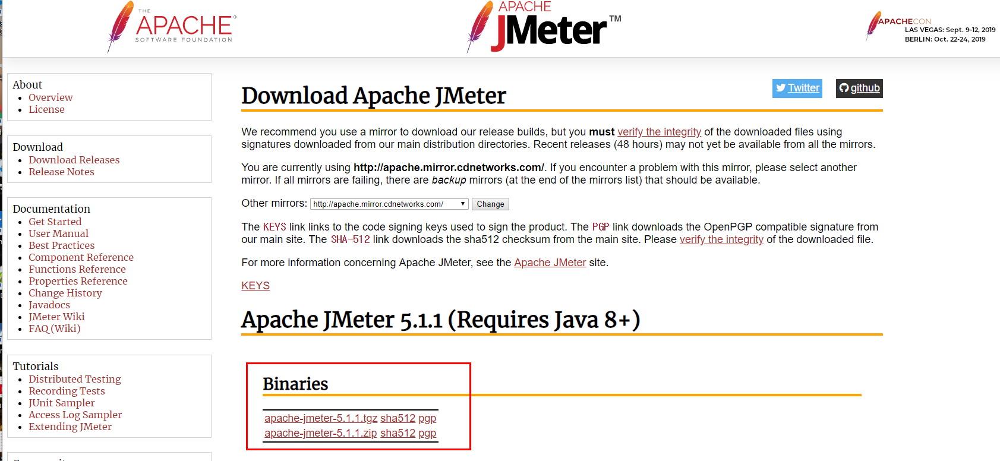 THE
APACHE®
SOFTWARE FOUNDATION
APACHE
JMeter™
APACHECON
LAS VEGAS: Sept. 9-12, 2019
BERLIN: Oct. 22-24, 2019
About
Overview
License
Download
Download Releases
Release Notes
Documentation
Get Started
User Manual
Best Practices
Component Reference
Functions Reference
Properties Reference
Change History
Javadocs
JMeter Wiki
FAQ (Wiki)
Tutorials
Distributed Testing
Recording Tests
JUnit Sampler
Access Log Sampler
Extending JMeter
Download Apache JMeter
Twitter
github
We recommend you use a mirror to download our release builds, but you must verify the integrity of the downloaded files using
signatures downloaded from our main distribution directories. Recent releases (48 hours) may not yet be available from all the mirrors.
You are currently using http://apache.mirror.cdnetworks.com/. If you encounter a problem with this mirror, please select another
mirror. If all mirrors are failing, there are backup mirrors (at the end of the mirrors list) that should be available.
Other mirrors: http://apache.mirror.cdnetworks.com/ Change
The KEYS link links to the code signing keys used to sign the product. The PGP link downloads the OpenPGP compatible signature from
our main site. The SHA-512 link downloads the sha512 checksum from the main site. Please verify the integrity of the downloaded file.
For more information concerning Apache JMeter, see the Apache JMeter site.
KEYS
Apache JMeter 5.1.1 (Requires Java 8+)
Binaries
apache-jmeter-5.1.1.tgz sha512 pgp
apache-jmeter-5.1.1.zip sha512 pgp